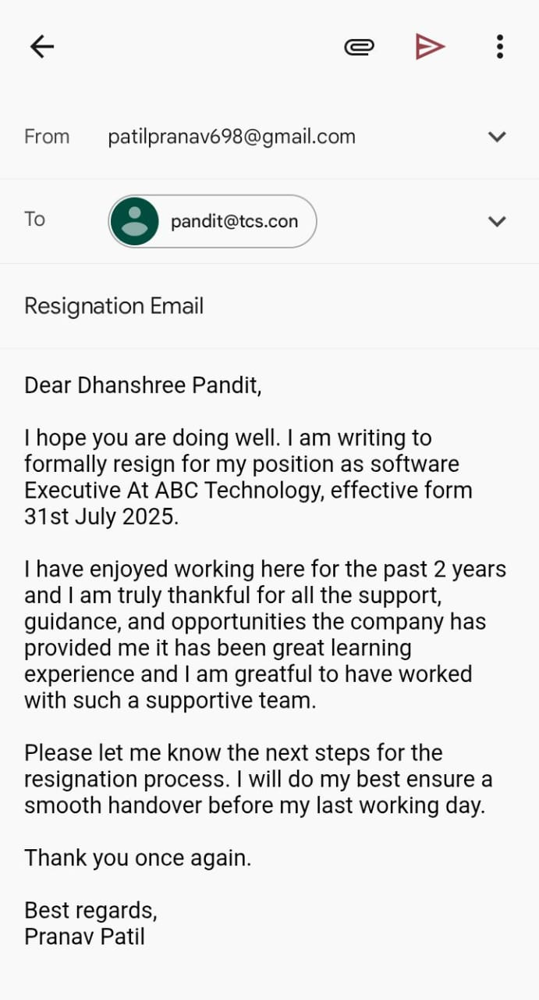 From patilpranav698@gmail.com
To pandit@tcs.con
Resignation Email
Dear Dhanshree Pandit,
I hope you are doing well. I am writing to
formally resign for my position as software
Executive At ABC Technology, effective form
31st July 2025.
I have enjoyed working here for the past 2 years
and I am truly thankful for all the support,
guidance, and opportunities the company has
provided me it has been great learning
experience and I am greatful to have worked
with such a supportive team.
Please let me know the next steps for the
resignation process. I will do my best ensure a
smooth handover before my last working day.
Thank you once again.
Best regards,
Pranav Patil